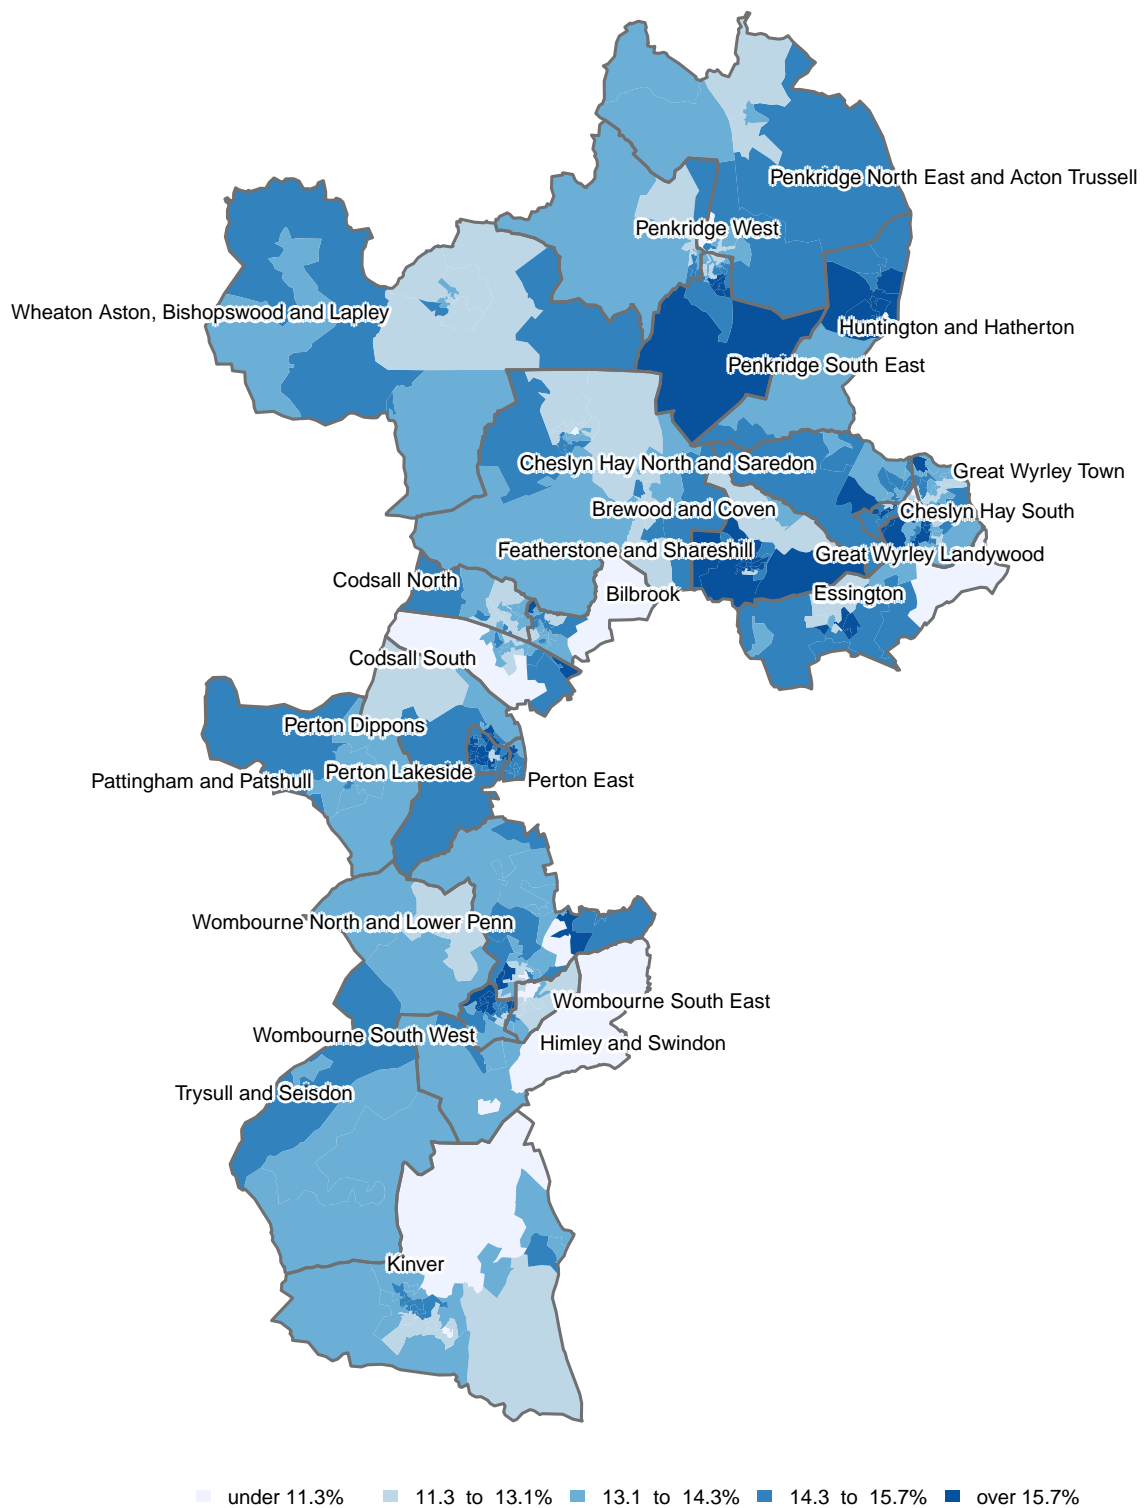 Penkridge North East and Acton Trussell
Penkridge West
Wheaton Aston, Bishopswood and Lapley
Huntington and Hatherton
Penkridge South East
Cheslyn Hay North and Saredon
Great Wyrley Town
Brewood and Coven
Cheslyn Hay South
Featherstone and Shareshill
Great Wyrley Landywood
Codsall North
Bilbrook
Essington
Codsall South
Perton Dippons
Perton Lakeside
Pattingham and Patshull
Perton East
Wombourne North and Lower Penn
Wombourne South East
Wombourne South West
Himley and Swindon
Trysull and Seisdon
Kinver
under 11.3% 11.3 to 13.1% 13.1 to 14.3% 14.3 to 15.7% over 15.7%